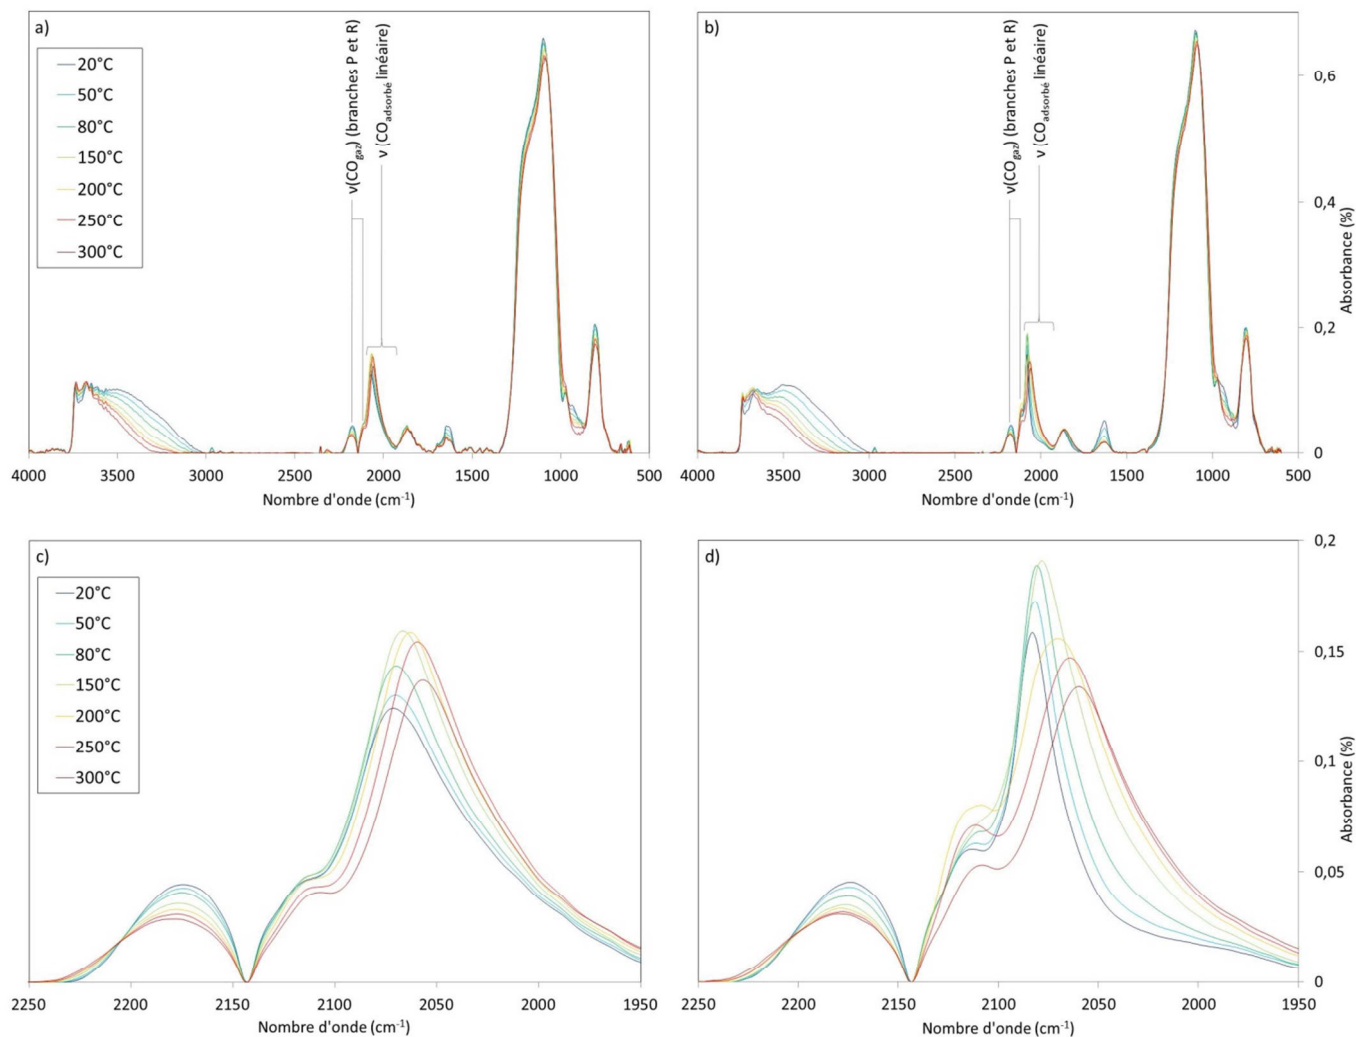 a)
20°C
50°C
80°C
150°C
200°C
250°C
300°C
ν(CO_gaz) (branches P et R)
ν (CO_adsorbé linéaire)
4000 3500 3000 2500 2000 1500 1000 500
Nombre d'onde (cm⁻¹)
b)
ν(CO_gaz) (branches P et R)
ν (CO_adsorbé linéaire)
0,6
0,4
0,2
0
Absorbance (%)
4000 3500 3000 2500 2000 1500 1000 500
Nombre d'onde (cm⁻¹)
c)
20°C
50°C
80°C
150°C
200°C
250°C
300°C
2250 2200 2150 2100 2050 2000 1950
Nombre d'onde (cm⁻¹)
d)
0,2
0,15
0,1
0,05
0
Absorbance (%)
2250 2200 2150 2100 2050 2000 1950
Nombre d'onde (cm⁻¹)